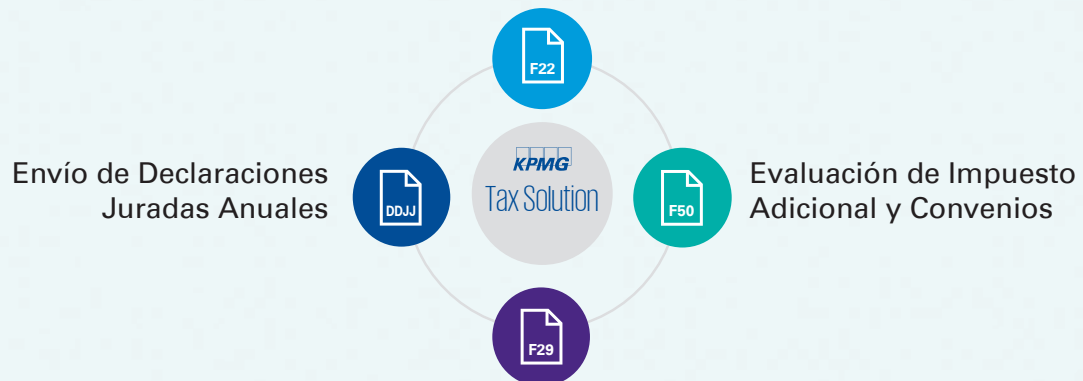 F22
Envío de Declaraciones
Juradas Anuales
DDJJ
KPMG
Tax Solution
F50
Evaluación de Impuesto
Adicional y Convenios
F29